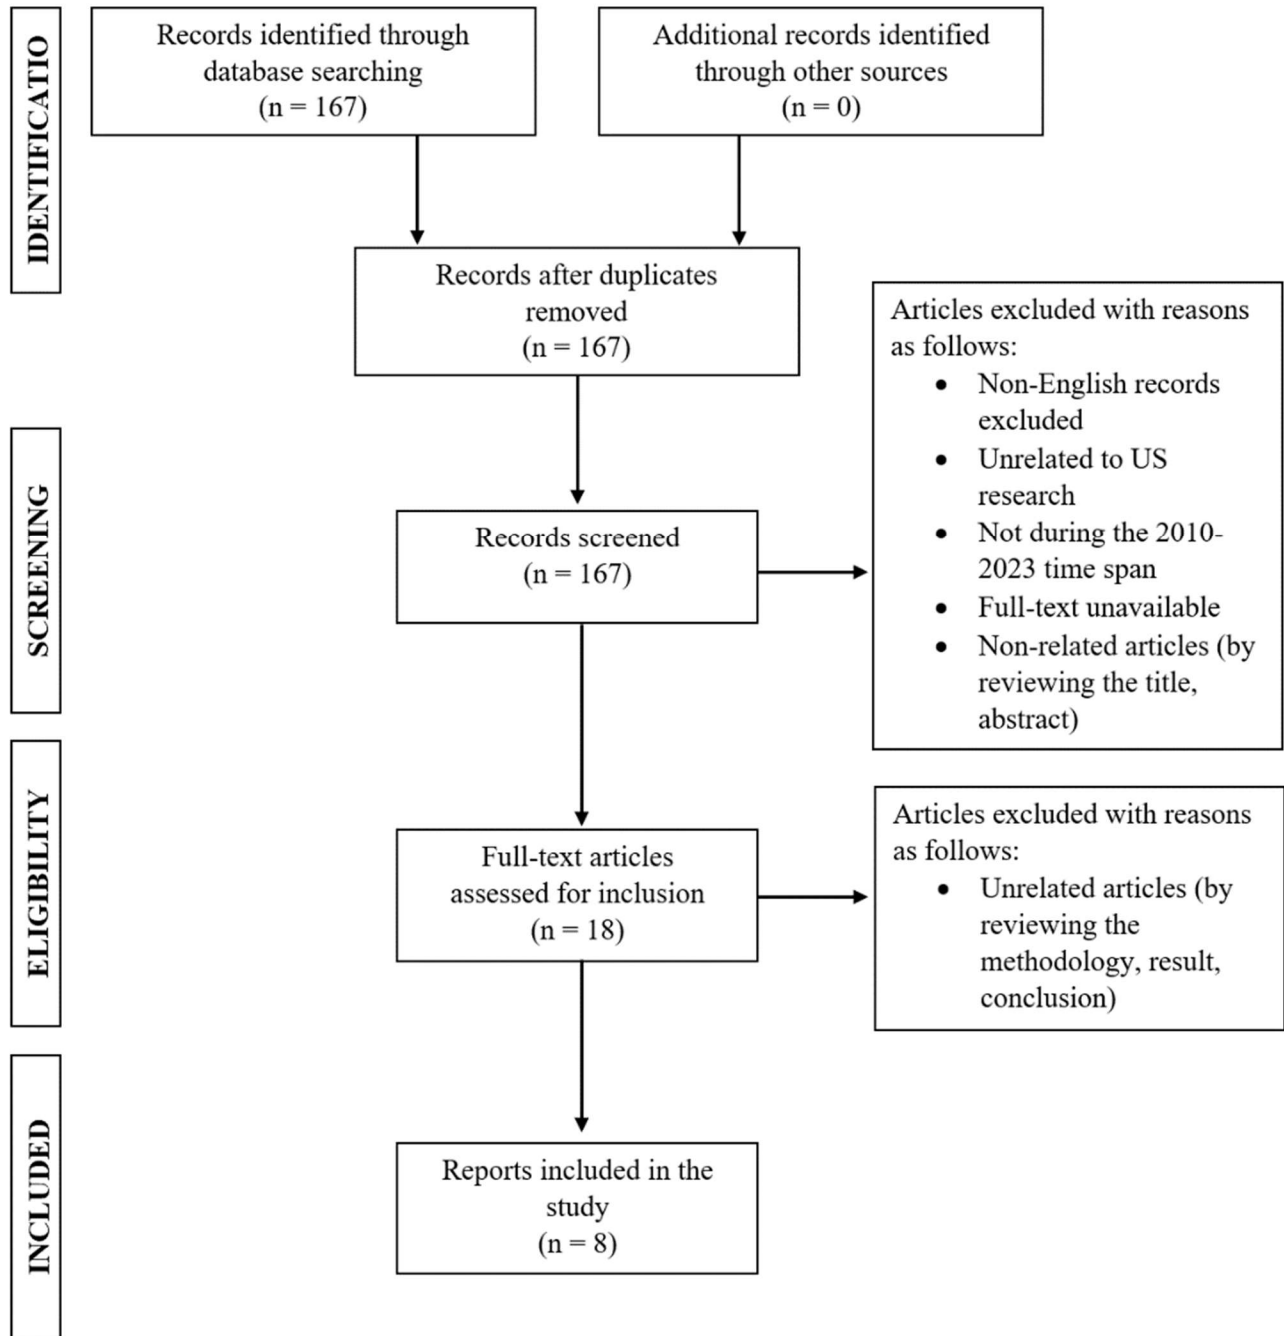 IDENTIFICATIO
Records identified through
database searching
(n = 167)
Additional records identified
through other sources
(n = 0)
Records after duplicates
removed
(n = 167)
SCREENING
Records screened
(n = 167)
Articles excluded with reasons
as follows:
• Non-English records
excluded
• Unrelated to US
research
• Not during the 2010-
2023 time span
• Full-text unavailable
• Non-related articles (by
reviewing the title,
abstract)
ELIGIBILITY
Full-text articles
assessed for inclusion
(n = 18)
Articles excluded with reasons
as follows:
• Unrelated articles (by
reviewing the
methodology, result,
conclusion)
INCLUDED
Reports included in the
study
(n = 8)